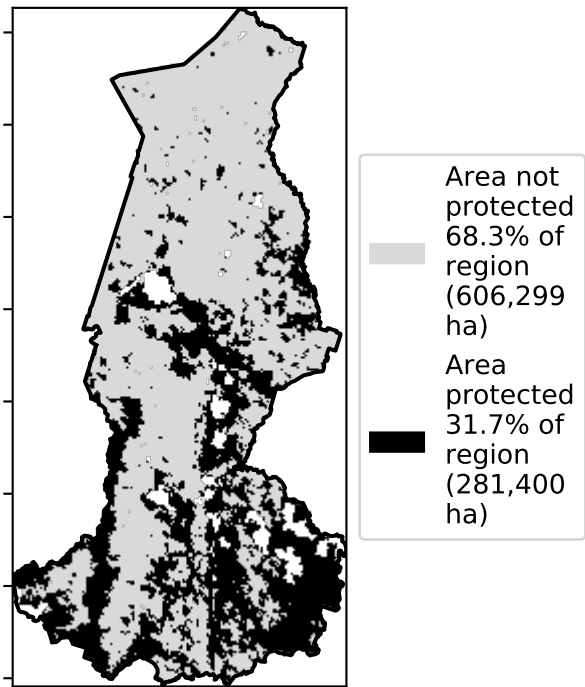 Area not
protected
68.3% of
region
(606,299
ha)
Area
protected
31.7% of
region
(281,400
ha)